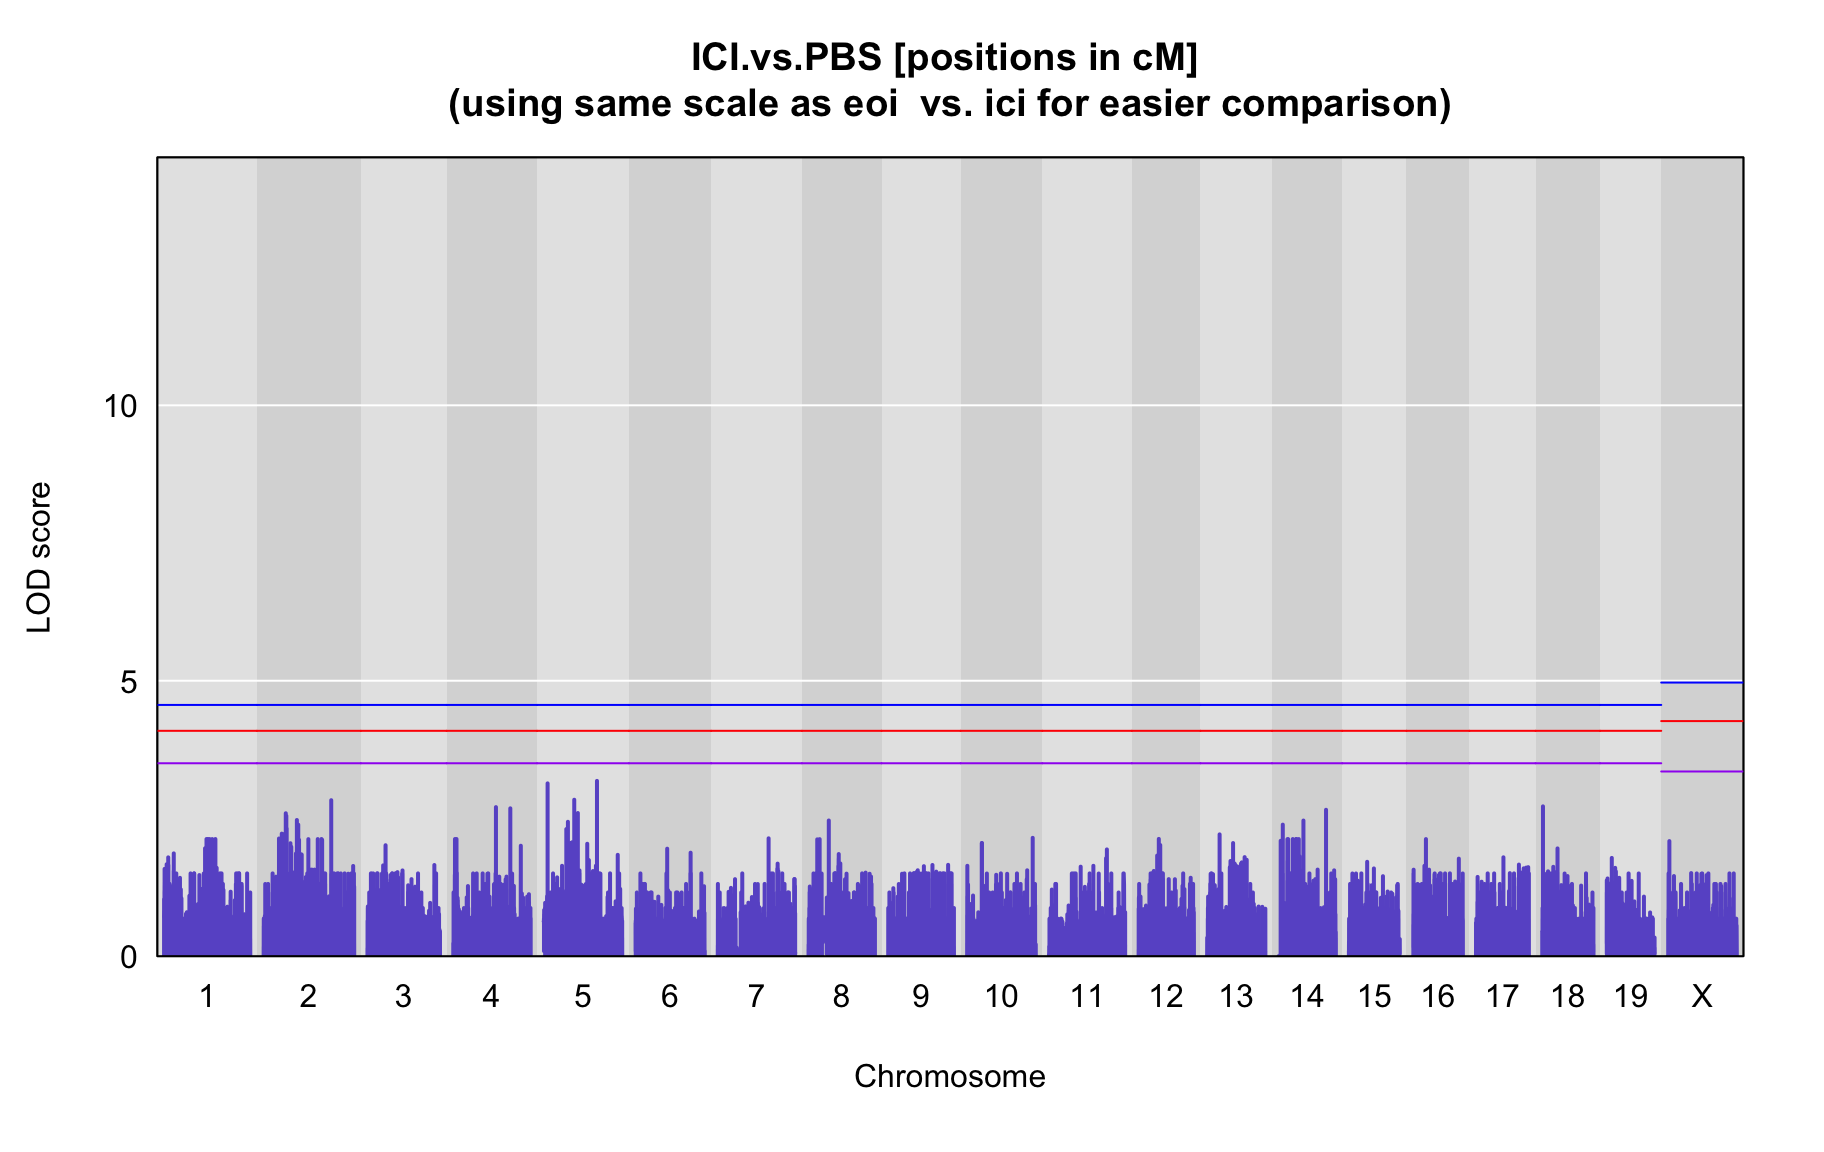 ICI.vs.PBS [positions in cM]
(using same scale as eoi  vs. ici for easier comparison)
10
5
0
LOD score
1 2 3 4 5 6 7 8 9 10 11 12 13 14 15 16 17 18 19 X
Chromosome